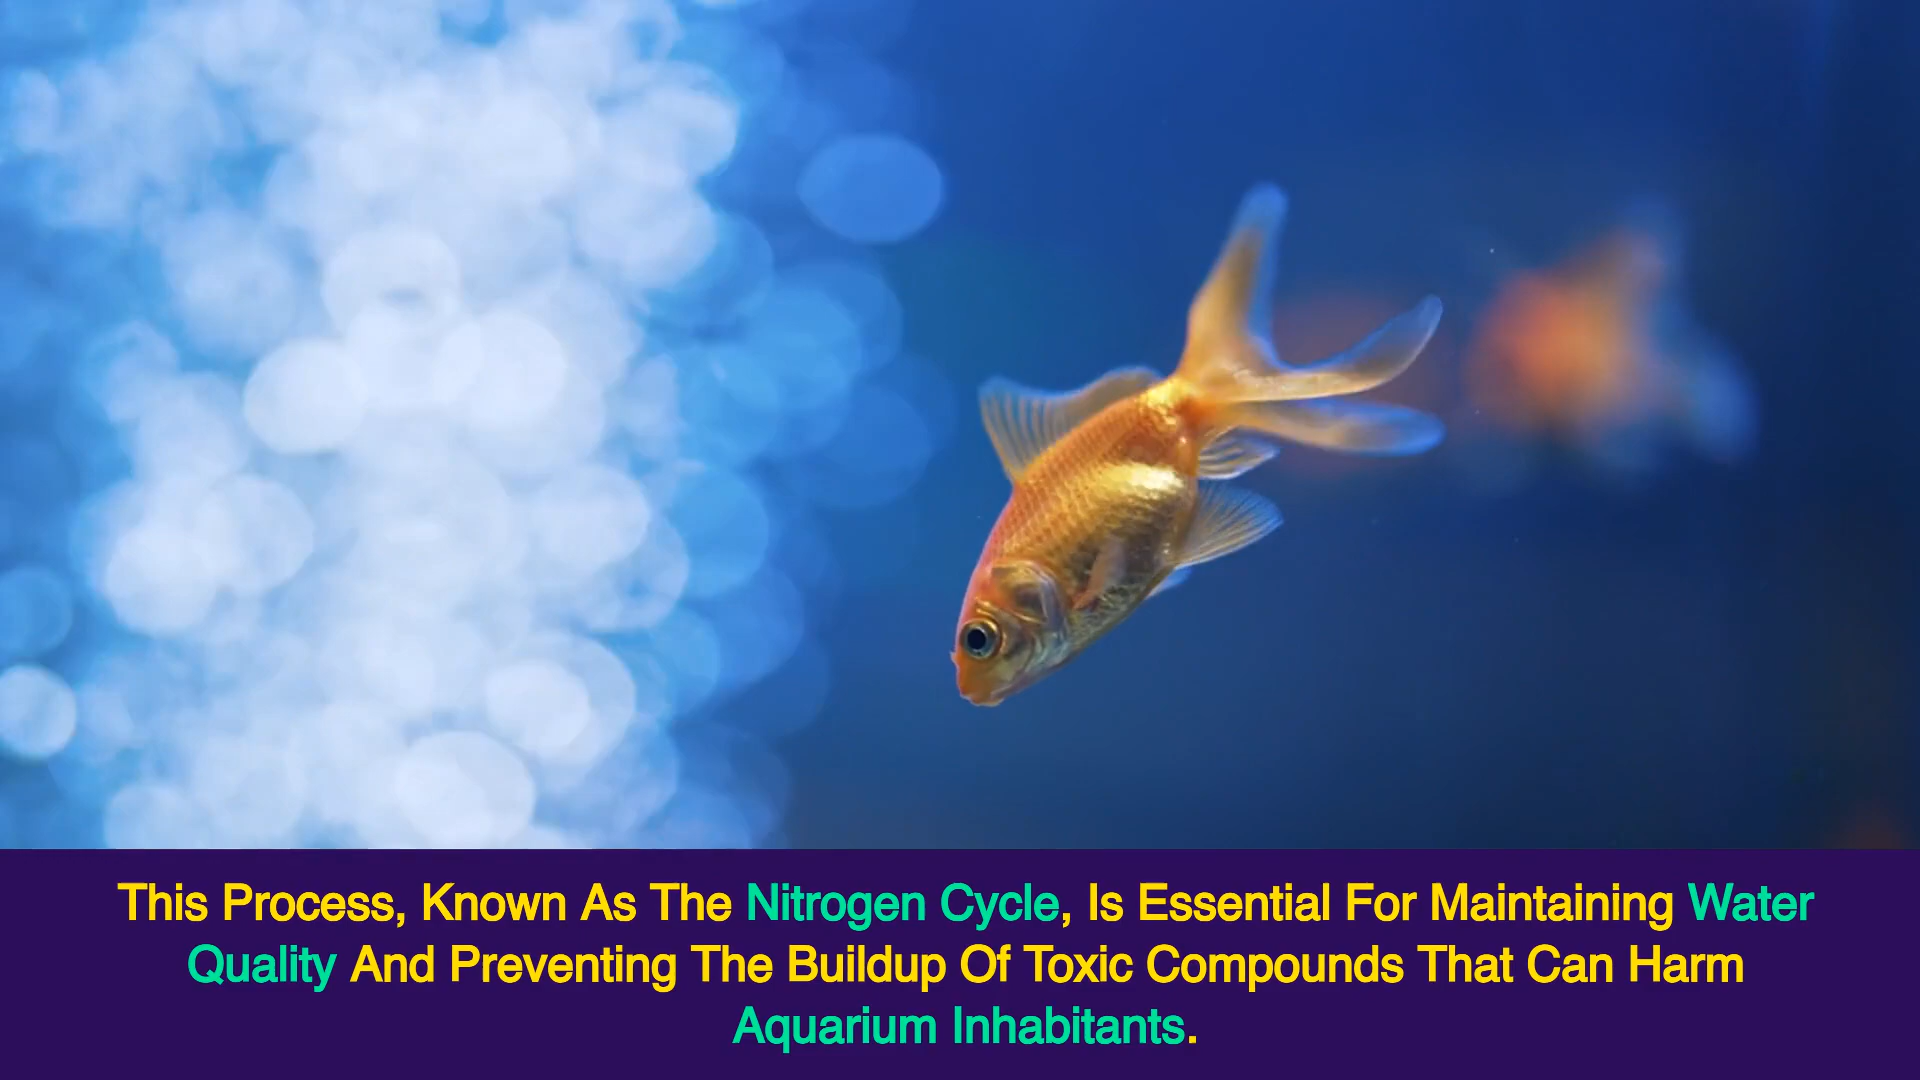 This Process, Known As The Nitrogen Cycle, Is Essential For Maintaining Water
Quality And Preventing The Buildup Of Toxic Compounds That Can Harm
Aquarium Inhabitants.